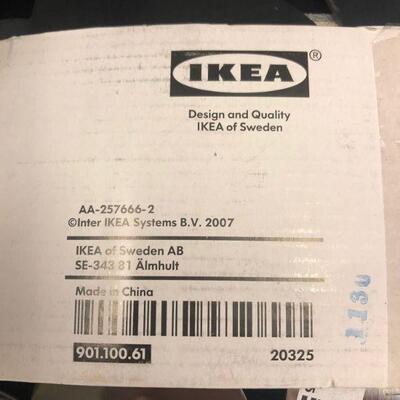 IKEA®
Design and Quality
IKEA of Sweden
AA-257666-2
©Inter IKEA Systems B.V. 2007
IKEA of Sweden AB
SE-343 81 Älmhult
Made in China
901.100.61
20325
1130